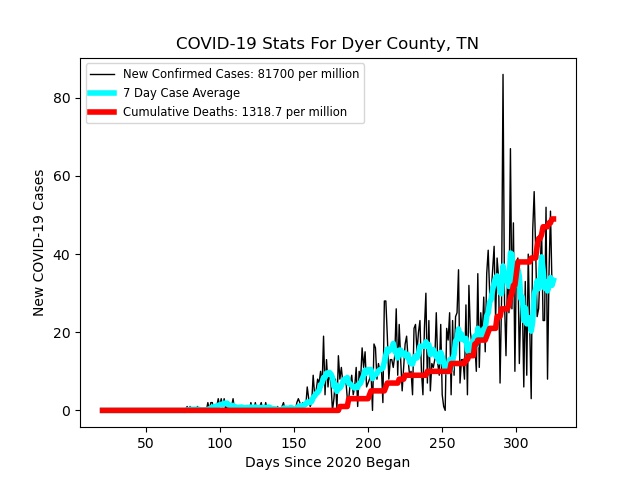 COVID-19 Stats For Dyer County, TN
New Confirmed Cases: 81700 per million
7 Day Case Average
Cumulative Deaths: 1318.7 per million
New COVID-19 Cases
80
60
40
20
0
50 100 150 200 250 300
Days Since 2020 Began